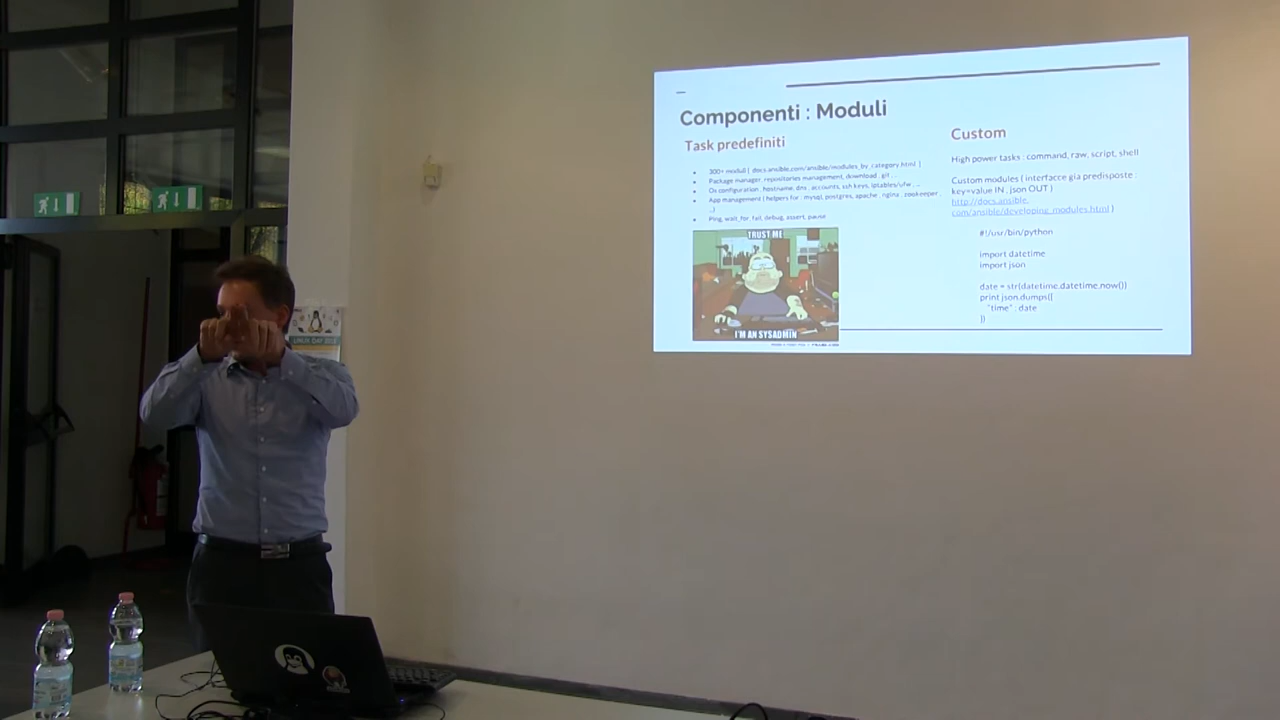 Componenti : Moduli
Task predefiniti
300+ moduli ( docs.ansible.com/ansible/modules_by_category.html )
Package manager, repositaries management, download , git ...
Os configuration , hostname, dns , accounts, ssh keys, iptables/ufw , ...
App management ( helpers for : mysql, postgres, apache , nginx , zookeeper ,
...)
Ping, wait_for, fail, debug, assert, pause
TRUST ME
I'M AN SYSADMIN
Custom
High power tasks : command, raw, script, shell
Custom modules ( interfacce gia predisposte :
key=value IN , json OUT )
http://docs.ansible.
com/ansible/developing_modules.html )
#!/usr/bin/python
import datetime
import json
date = str(datetime.datetime.now())
print json.dumps({
"time" : date
})
LINUX DAY